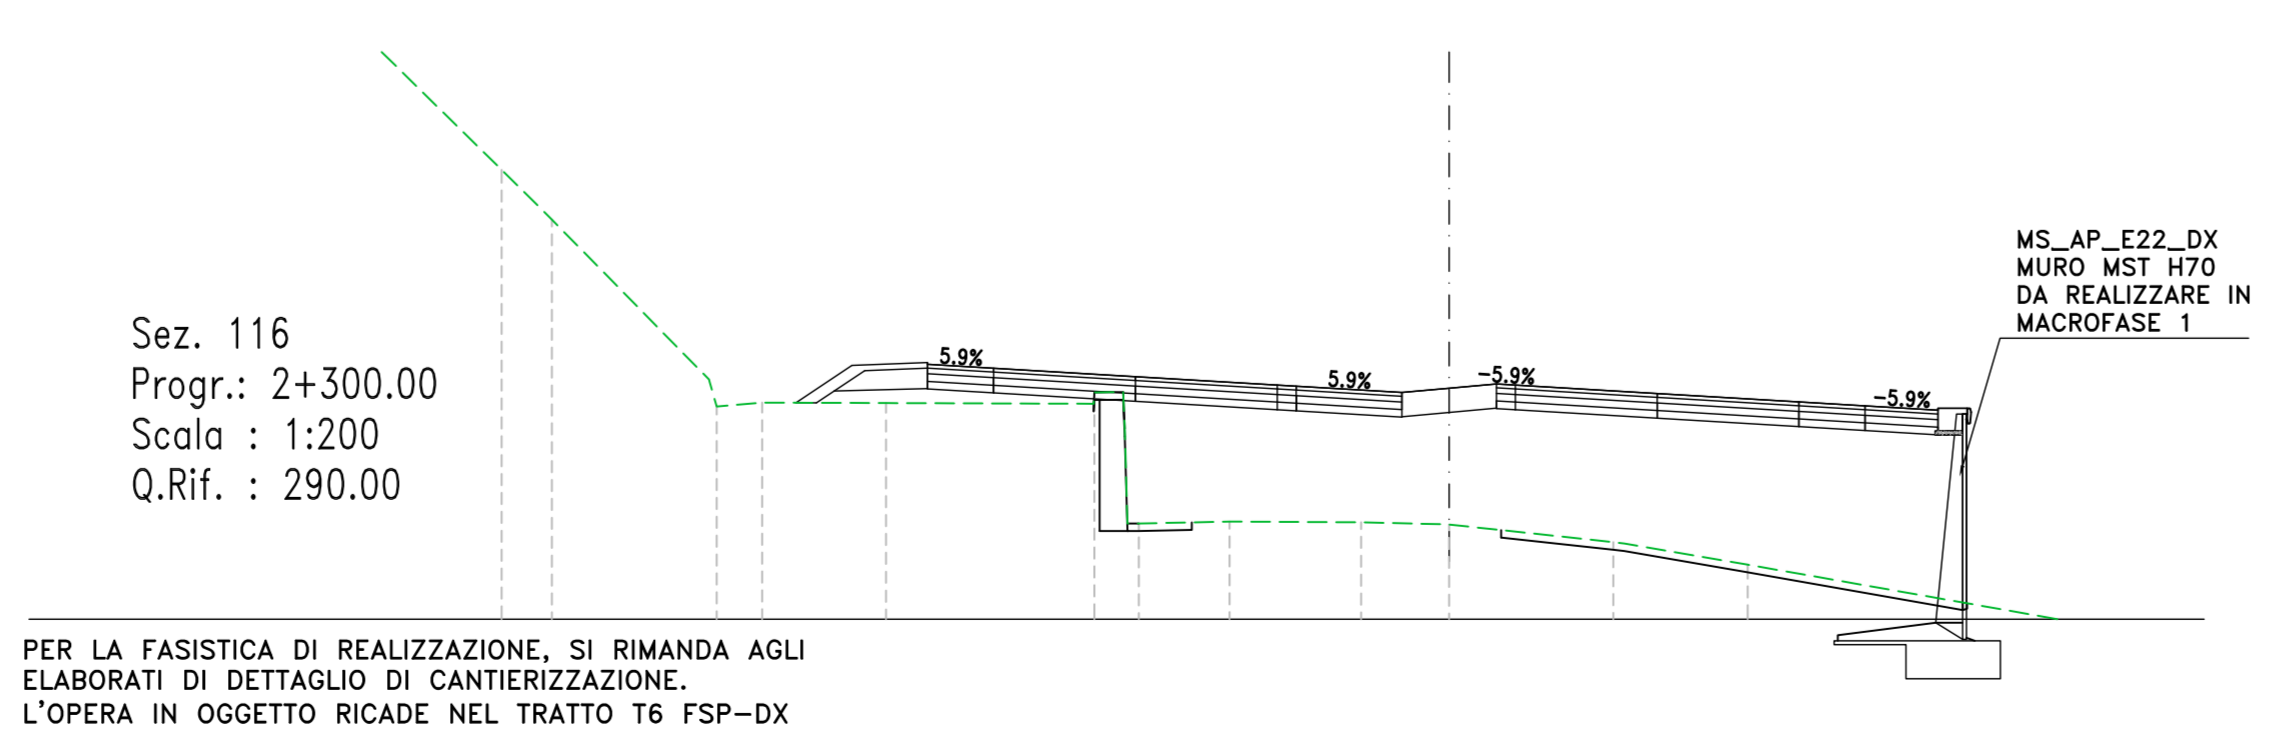 MS_AP_E22_DX
MURO MST H70
DA REALIZZARE IN
MACROFASE 1
Sez. 116
Progr.: 2+300.00
Scala : 1:200
Q.Rif. : 290.00
5.9%
5.9%
-5.9%
-5.9%
PER LA FASISTICA DI REALIZZAZIONE, SI RIMANDA AGLI
ELABORATI DI DETTAGLIO DI CANTIERIZZAZIONE.
L'OPERA IN OGGETTO RICADE NEL TRATTO T6 FSP-DX